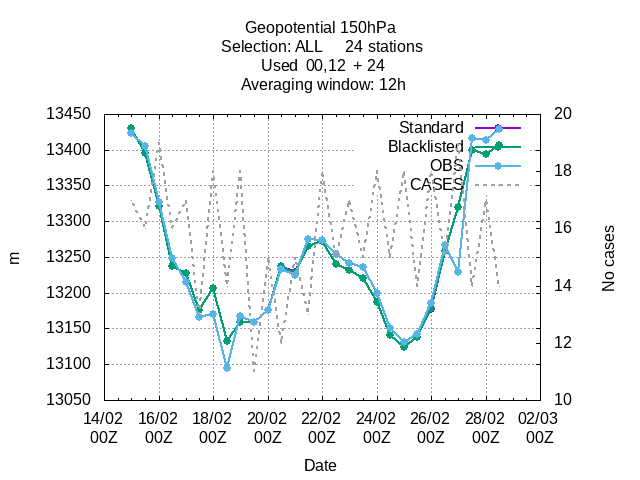 Geopotential 150hPa
Selection: ALL 24 stations
Used 00,12 + 24
Averaging window: 12h
13450
13400
13350
13300
13250
13200
13150
13100
13050
m
20
18
16
14
12
10
No cases
Standard
Blacklisted
OBS
CASES
14/02 16/02 18/02 20/02 22/02 24/02 26/02 28/02 02/03
00Z 00Z 00Z 00Z 00Z 00Z 00Z 00Z 00Z
Date